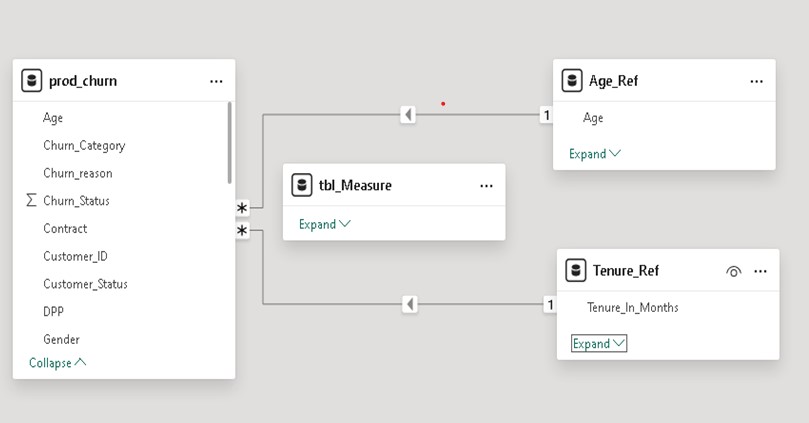 prod_churn
Age
Churn_Category
Churn_reason
Σ Churn_Status
Contract
Customer_ID
Customer_Status
DPP
Gender
Collapse
*
*
tbl_Measure
Expand
1
Age_Ref
Age
Expand
1
Tenure_Ref
Tenure_In_Months
Expand